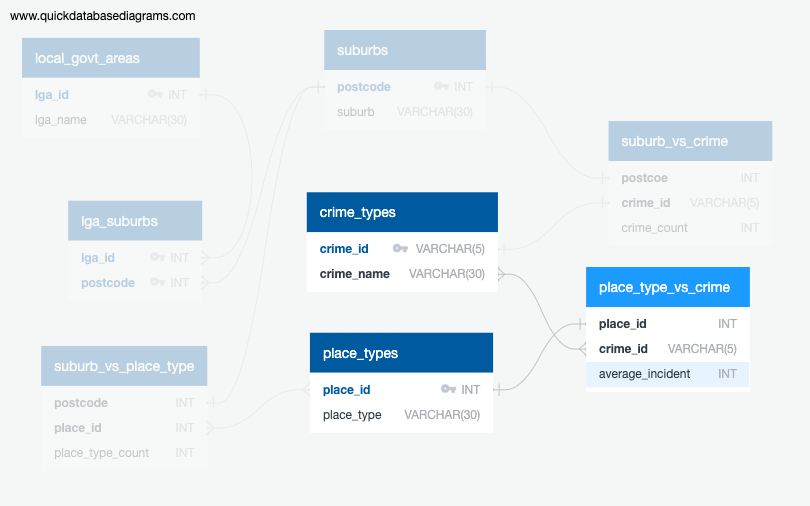 www.quickdatabasediagrams.com
local_govt_areas
lga_id INT
lga_name VARCHAR(30)
suburbs
postcode INT
suburb VARCHAR(30)
suburb_vs_crime
postcoe INT
crime_id VARCHAR(5)
crime_count INT
lga_suburbs
lga_id INT
postcode INT
crime_types
crime_id VARCHAR(5)
crime_name VARCHAR(30)
place_type_vs_crime
place_id INT
crime_id VARCHAR(5)
average_incident INT
suburb_vs_place_type
postcode INT
place_id INT
place_type_count INT
place_types
place_id INT
place_type VARCHAR(30)